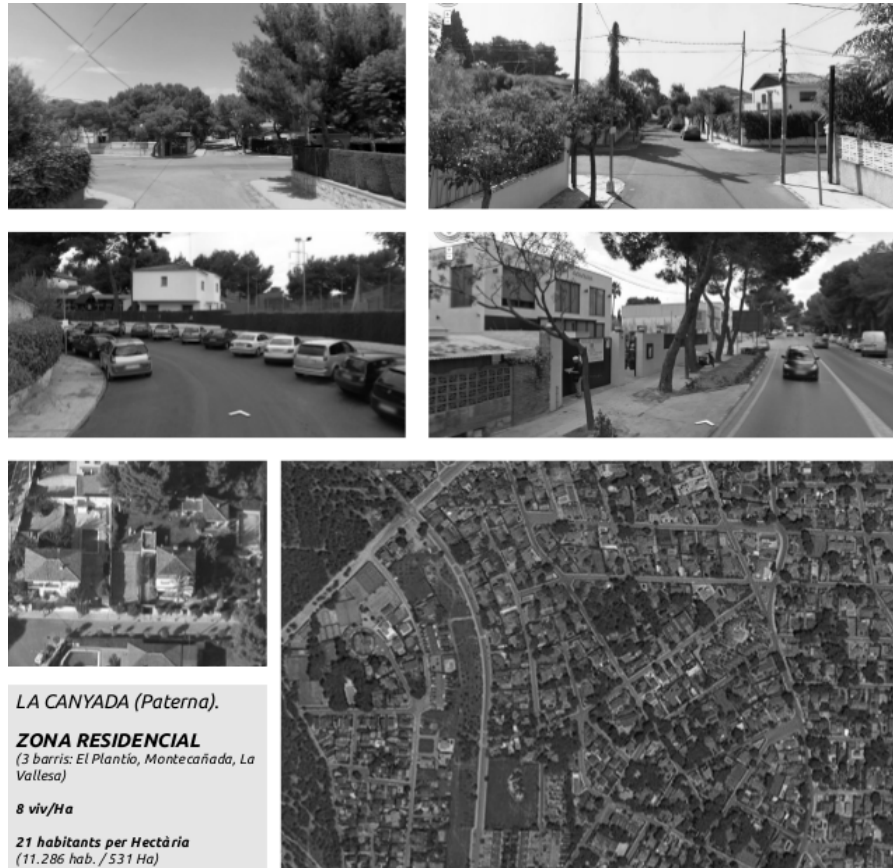 LA CANYADA (Paterna).
ZONA RESIDENCIAL
(3 barris: El Plantío, Montecañada, La
Vallesa)
8 viv/Ha
21 habitants per Hectària
(11.286 hab. / 531 Ha)